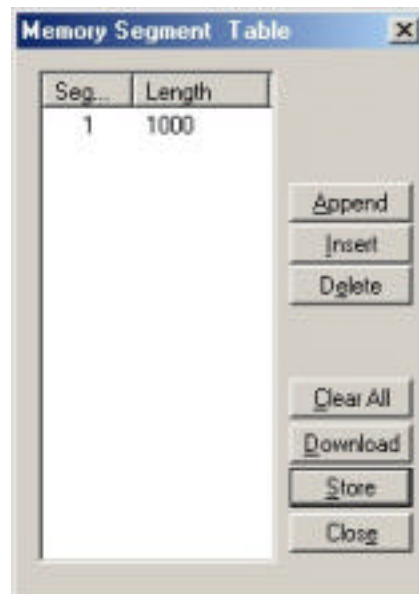 Memory Segment Table
Seg... Length
1 1000
Append
Insert
Delete
Clear All
Download
Store
Close